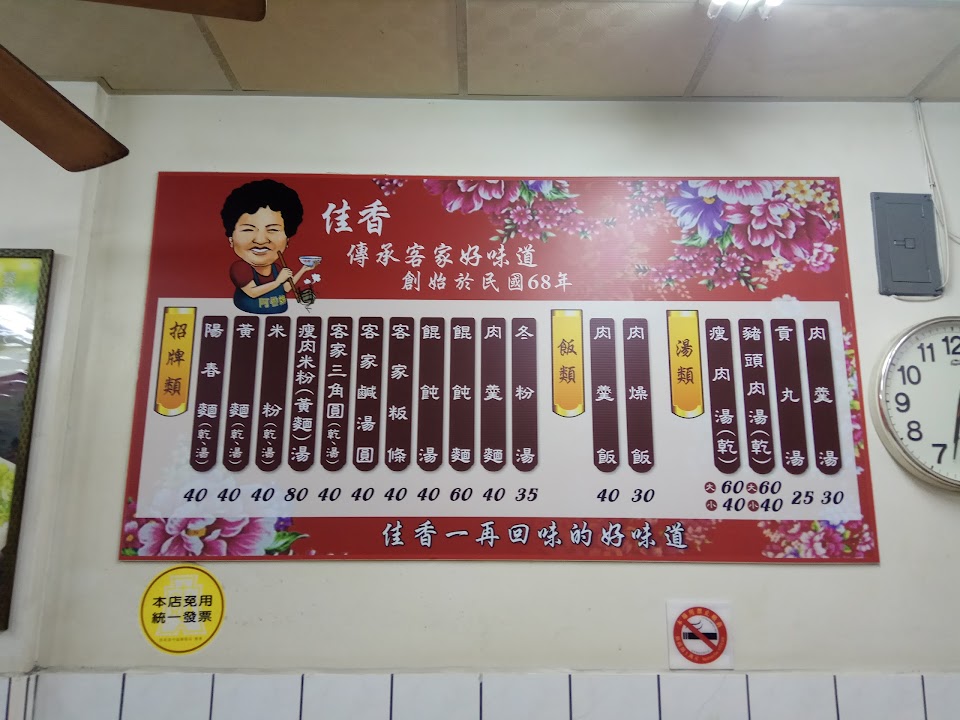 佳香
傳承客家好味道
創始於民國68年
招牌類
陽春麵(乾、湯) 40
黃麵(乾、湯) 40
米粉(乾、湯) 40
瘦肉米粉(黃麵)湯 80
客家三角圓(乾、湯) 40
客家鹹湯圓 40
客家粄條 40
餛飩湯 40
餛飩麵 60
肉羹麵 40
冬粉湯 35
飯類
肉羹飯 40
肉燥飯 30
湯類
瘦肉湯(乾) 大60 小40
豬頭肉湯(乾) 大60 小40
貢丸湯 25
肉羹湯 30
佳香一再回味的好味道
本店免用
統一發票
11 12
10
9
8
7